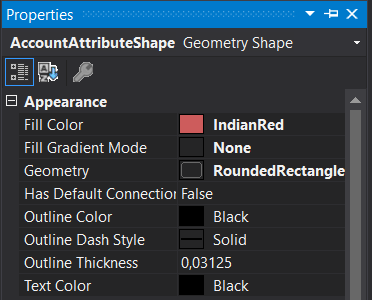 Properties
AccountAttributeShape Geometry Shape
Appearance
Fill Color IndianRed
Fill Gradient Mode None
Geometry RoundedRectangle
Has Default Connection False
Outline Color Black
Outline Dash Style Solid
Outline Thickness 0,03125
Text Color Black